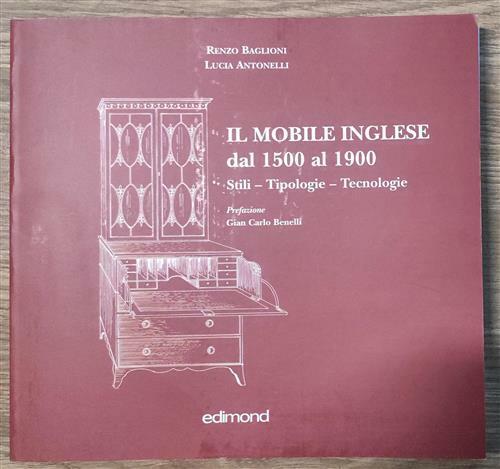 RENZO BAGLIONI
LUCIA ANTONELLI
IL MOBILE INGLESE
dal 1500 al 1900
Stili – Tipologie – Tecnologie
Prefazione
Gian Carlo Benelli
edimond